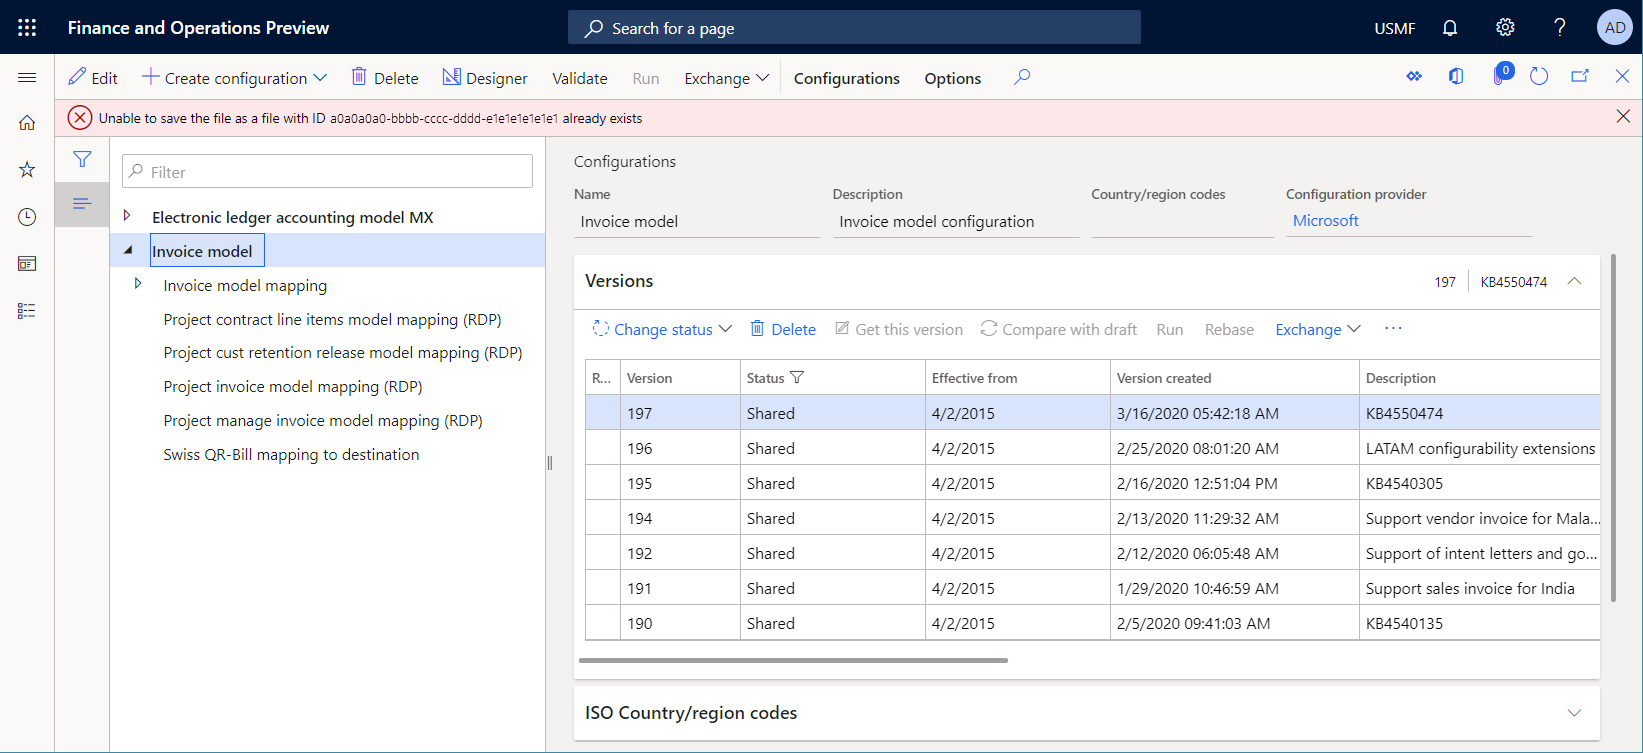 Finance and Operations Preview
Search for a page
USMF
AD
Edit
Create configuration
Delete
Designer
Validate
Run
Exchange
Configurations
Options
0
Unable to save the file as a file with ID a0a0a0a0-bbbb-cccc-dddd-e1e1e1e1e1e1 already exists
Filter
Electronic ledger accounting model MX
Invoice model
Invoice model mapping
Project contract line items model mapping (RDP)
Project cust retention release model mapping (RDP)
Project invoice model mapping (RDP)
Project manage invoice model mapping (RDP)
Swiss QR-Bill mapping to destination
Configurations
Name Description Country/region codes Configuration provider
Invoice model Invoice model configuration Microsoft
Versions 197 KB4550474
Change status Delete Get this version Compare with draft Run Rebase Exchange ...
R... Version Status Effective from Version created Description
197 Shared 4/2/2015 3/16/2020 05:42:18 AM KB4550474
196 Shared 4/2/2015 2/25/2020 08:01:20 AM LATAM configurability extensions
195 Shared 4/2/2015 2/16/2020 12:51:04 PM KB4540305
194 Shared 4/2/2015 2/13/2020 11:29:32 AM Support vendor invoice for Mala...
192 Shared 4/2/2015 2/12/2020 06:05:48 AM Support of intent letters and go...
191 Shared 4/2/2015 1/29/2020 10:46:59 AM Support sales invoice for India
190 Shared 4/2/2015 2/5/2020 09:41:03 AM KB4540135
ISO Country/region codes